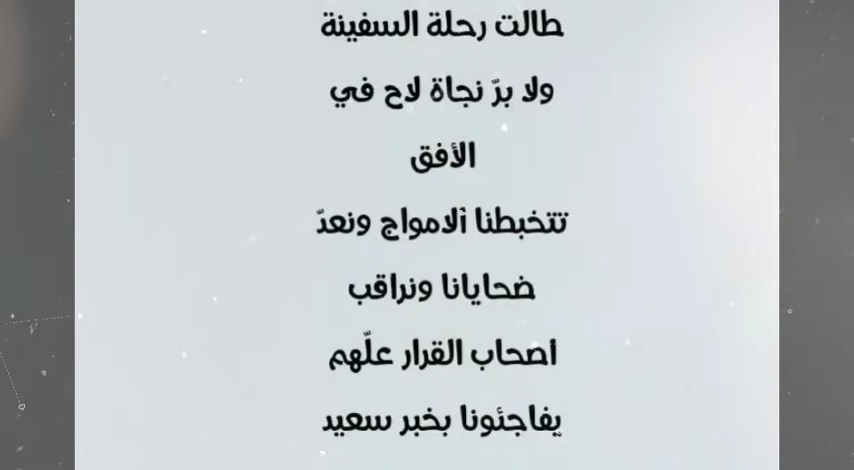 طالت رحلة السفينة
ولا برّ نجاة لاح في
الأفق
تتخبطنا ألامواج ونعدّ
ضحايانا ونراقب
أصحاب القرار علّهم
يفاجئونا بخبر سعيد